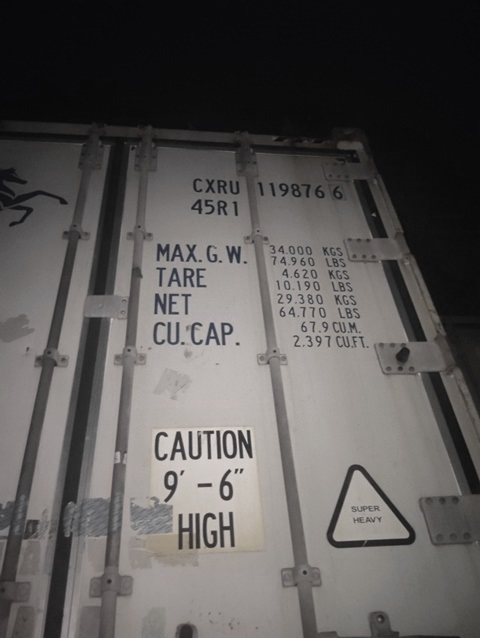 CXRU 119876 6
45R1
MAX.G.W. 34.000 KGS
74.960 LBS
TARE 4.620 KGS
10.190 LBS
NET 29.380 KGS
64.770 LBS
CU.CAP. 67.9 CU.M.
2.397 CU.FT.
CAUTION
9' - 6"
HIGH
SUPER
HEAVY